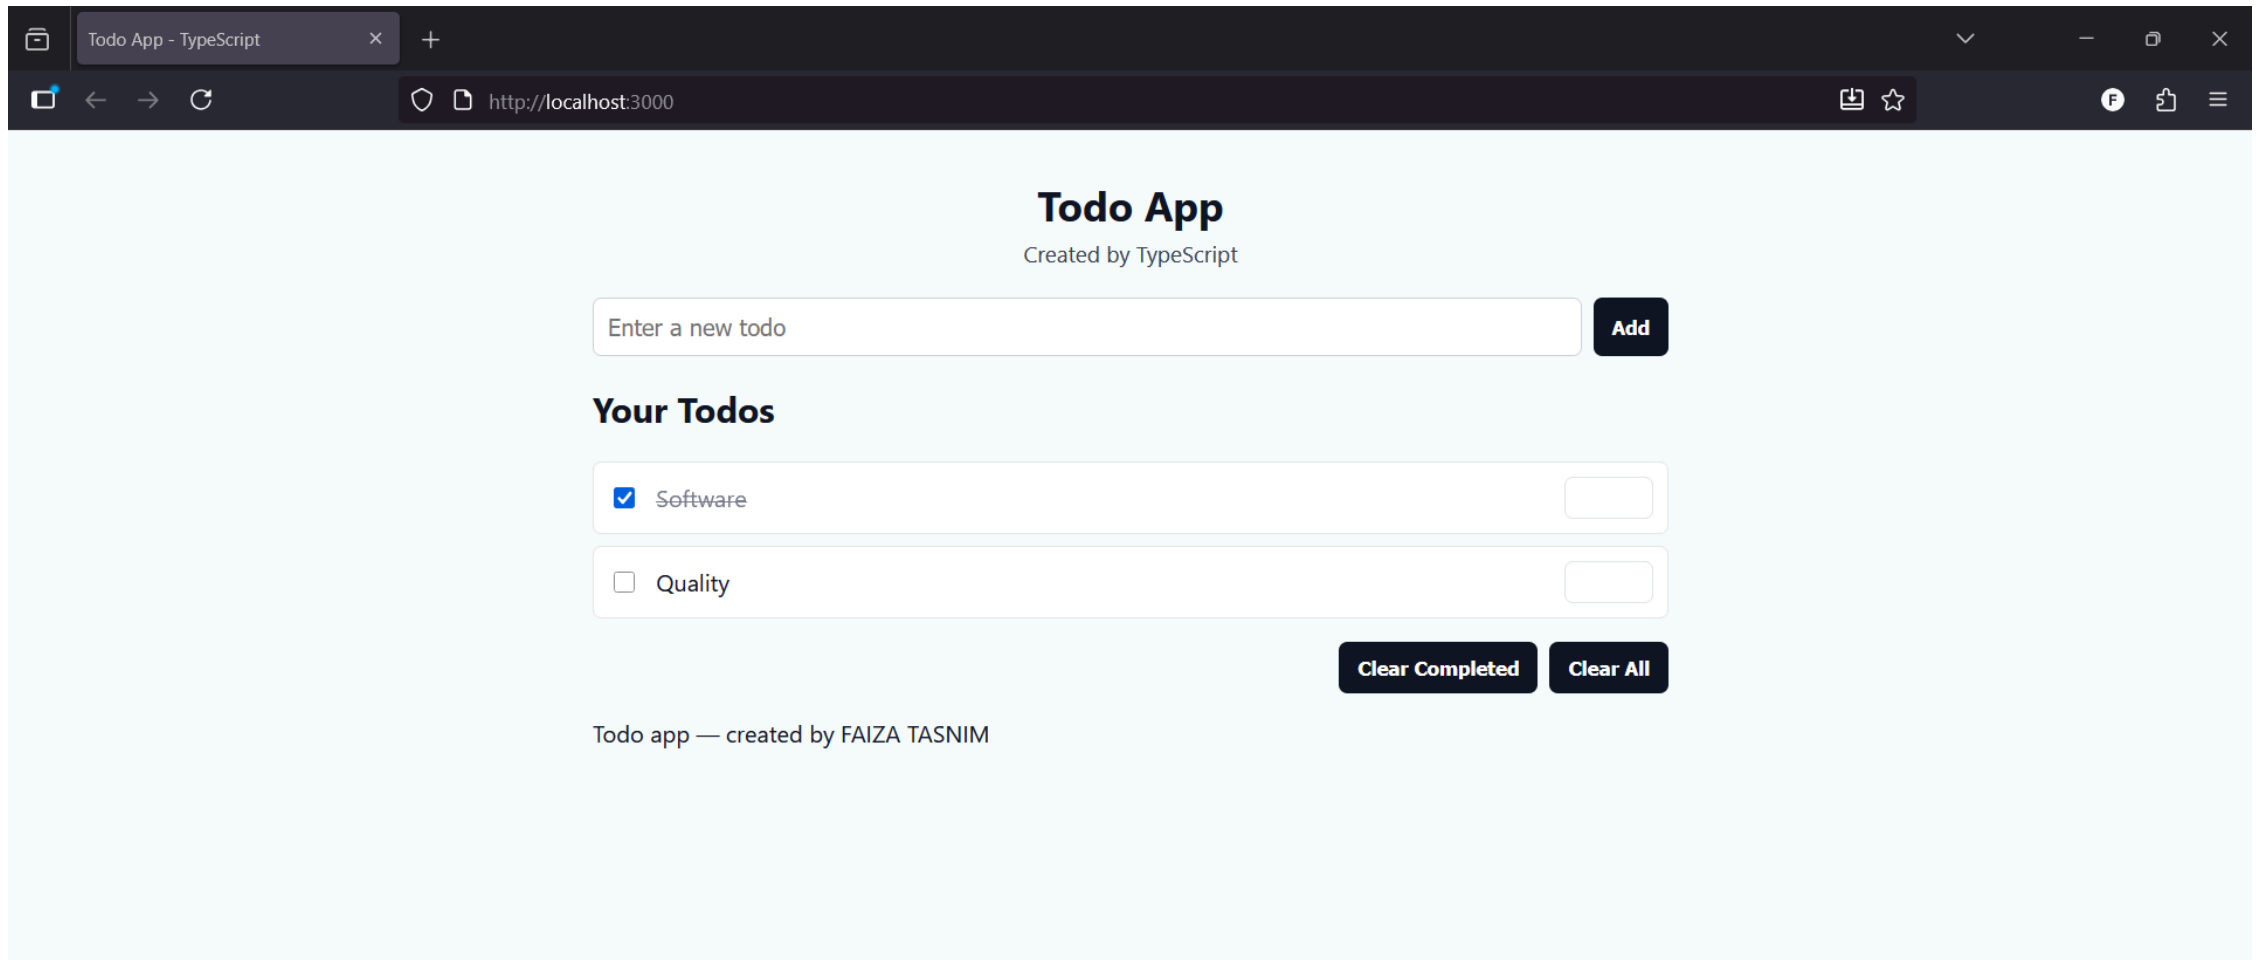 Todo App - TypeScript
http://localhost:3000
F
Todo App
Created by TypeScript
Enter a new todo
Add
Your Todos
Software
Quality
Clear Completed
Clear All
Todo app — created by FAIZA TASNIM